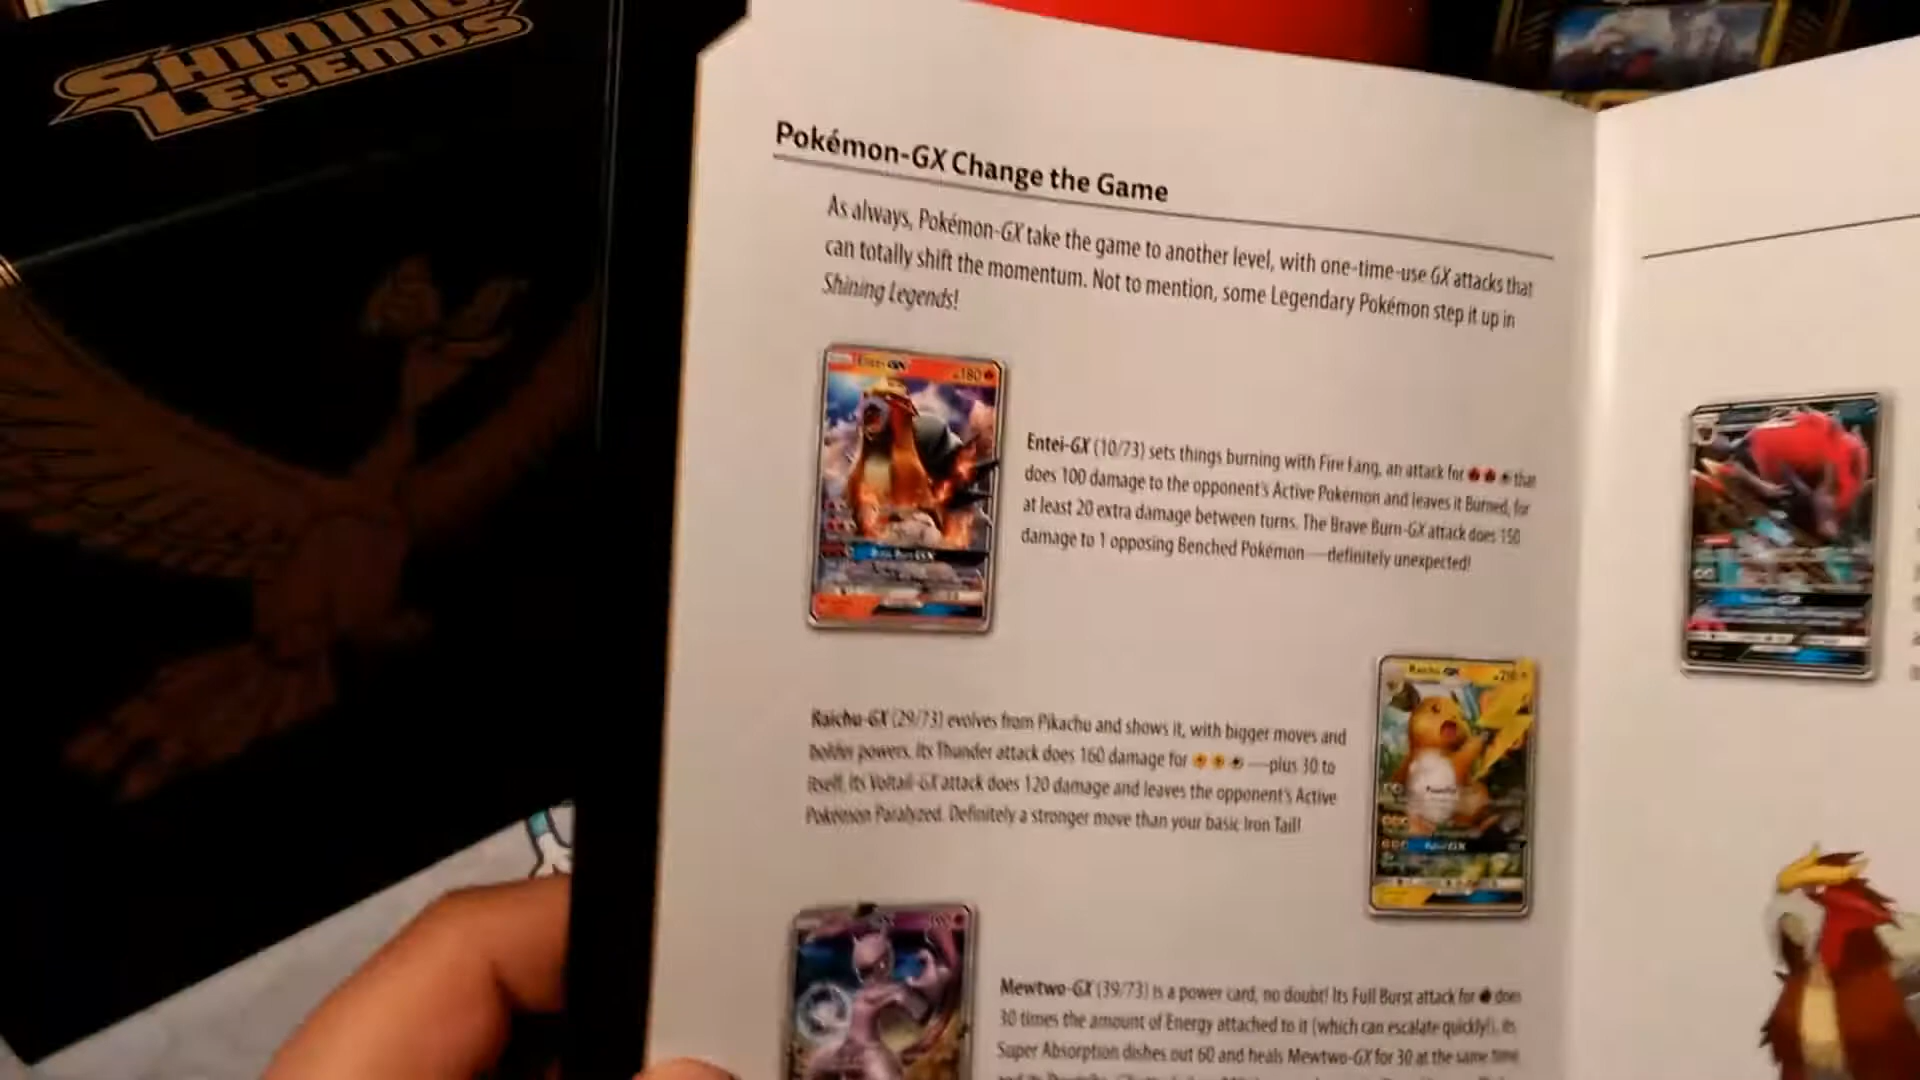 SHINING
LEGENDS
Pokémon-GX Change the Game
As always, Pokémon-GX take the game to another level, with one-time-use GX attacks that
can totally shift the momentum. Not to mention, some Legendary Pokémon step it up in
Shining Legends!
Entei-GX
180
Entei-GX (10/73) sets things burning with Fire Fang, an attack for that
does 100 damage to the opponent's Active Pokémon and leaves it Burned, for
at least 20 extra damage between turns. The Brave Burn-GX attack does 150
damage to 1 opposing Benched Pokémon—definitely unexpected!
Raichu GX
210
Raichu-GX (29/73) evolves from Pikachu and shows it, with bigger moves and
bolder powers. Its Thunder attack does 160 damage for —plus 30 to
itself. Its Voltail-GX attack does 120 damage and leaves the opponent's Active
Pokémon Paralyzed. Definitely a stronger move than your basic Iron Tail!
Mewtwo-GX (39/73) is a power card, no doubt! Its Full Burst attack for does
30 times the amount of Energy attached to it (which can escalate quickly!). Its
Super Absorption dishes out 60 and heals Mewtwo-GX for 30 at the same time